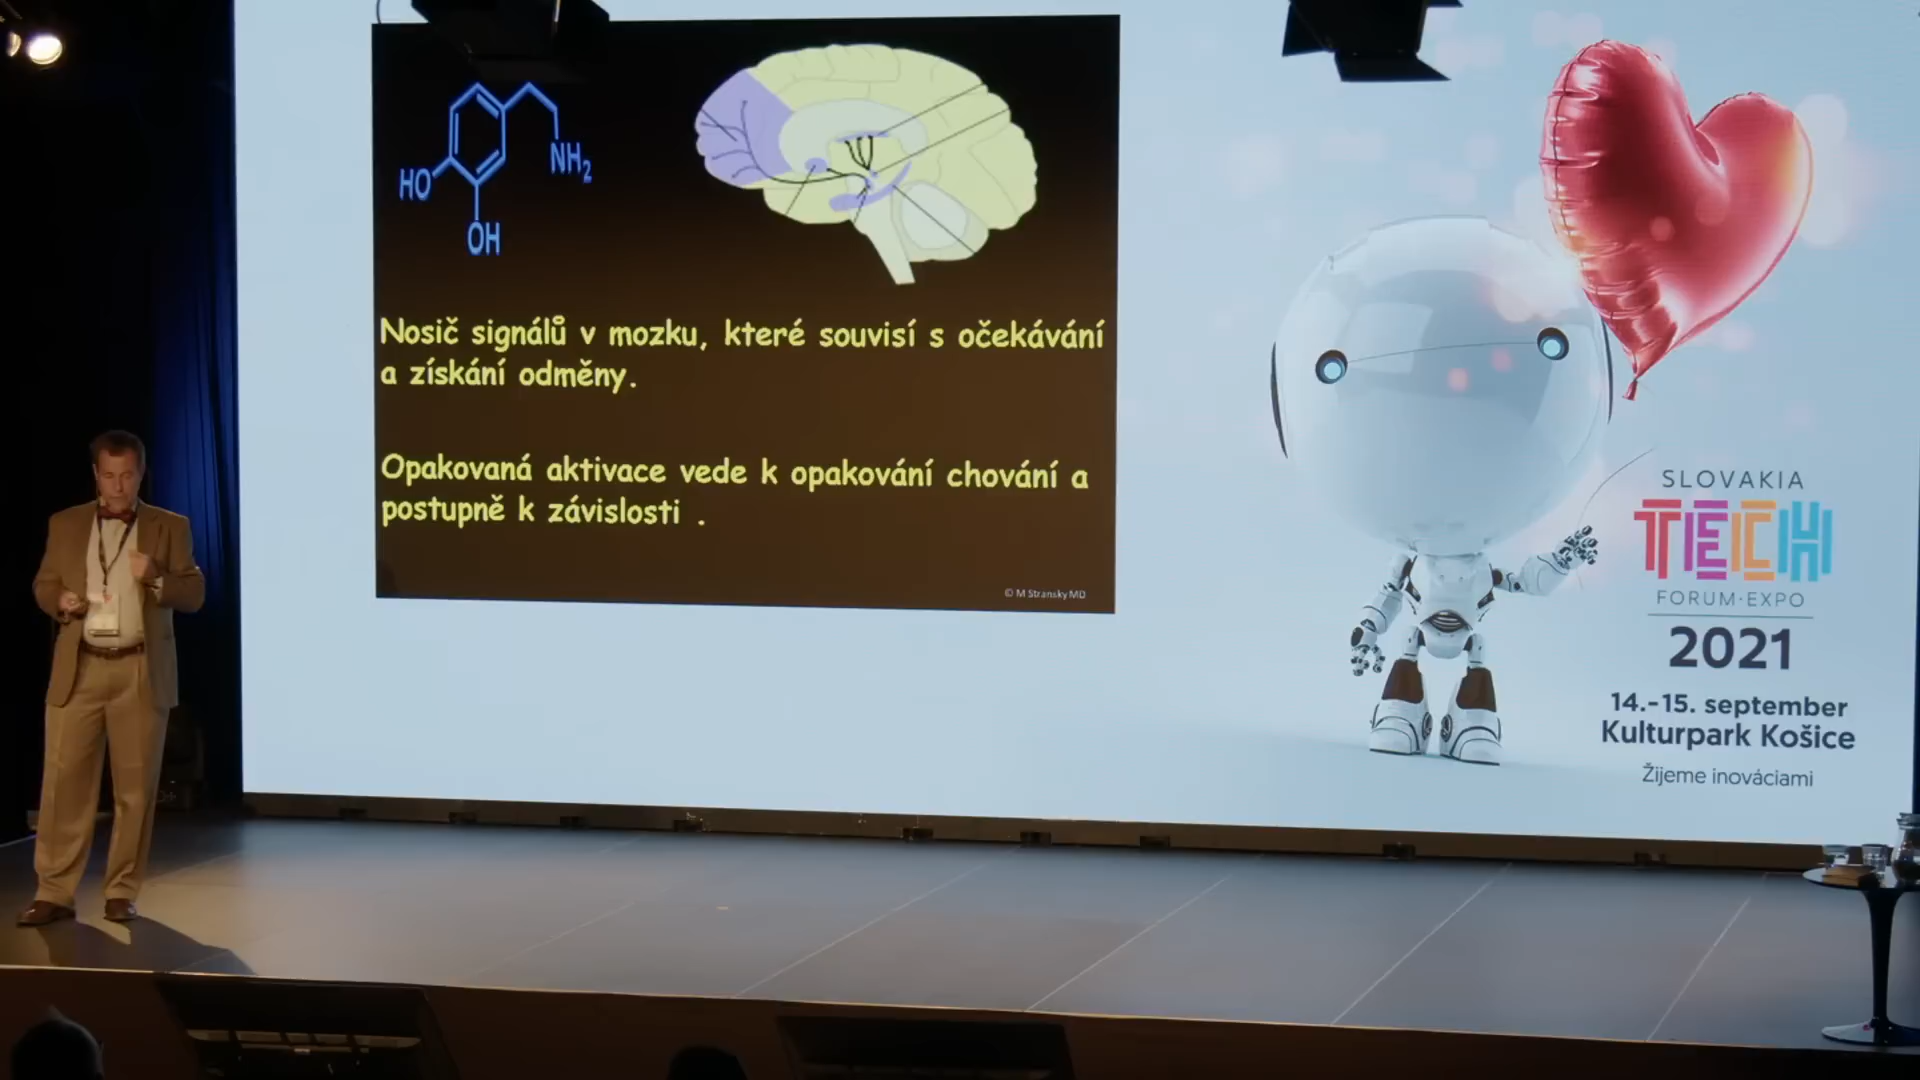 HO
NH2
OH
Nosič signálů v mozku, které souvisí s očekávání
a získání odměny.
Opakovaná aktivace vede k opakování chování a
postupně k závislosti .
© M Stransky MD
SLOVAKIA
TECH
FORUM·EXPO
2021
14.-15. september
Kulturpark Košice
Žijeme inováciami